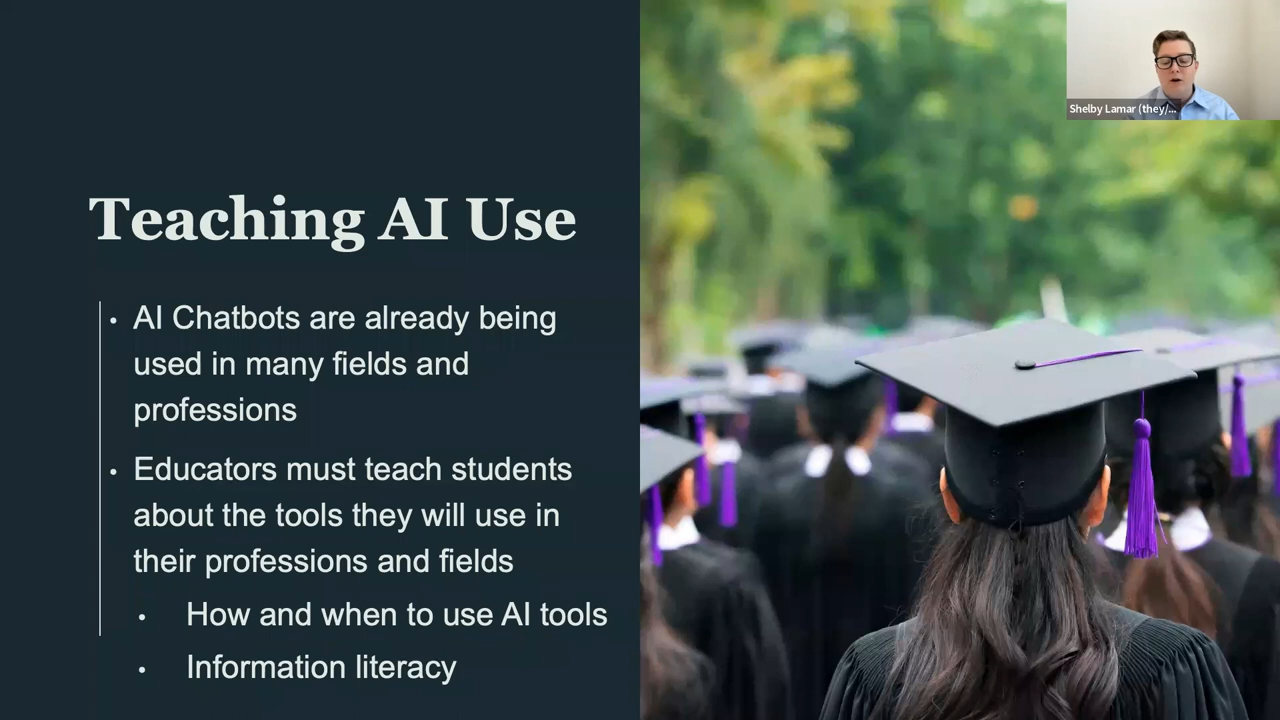 Shelby Lamar (they/...
Teaching AI Use
• AI Chatbots are already being
used in many fields and
professions
• Educators must teach students
about the tools they will use in
their professions and fields
• How and when to use AI tools
• Information literacy